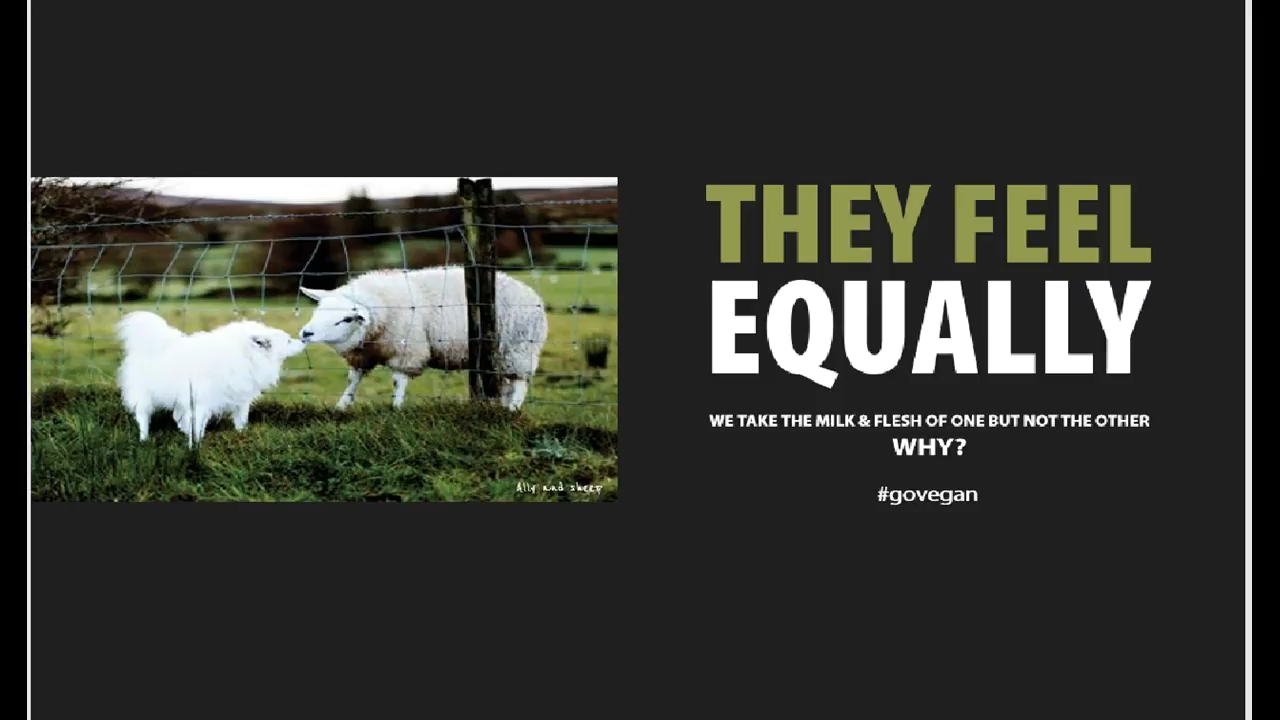 THEY FEEL
EQUALLY
WE TAKE THE MILK & FLESH OF ONE BUT NOT THE OTHER
WHY?
#govegan
Ally and sheep